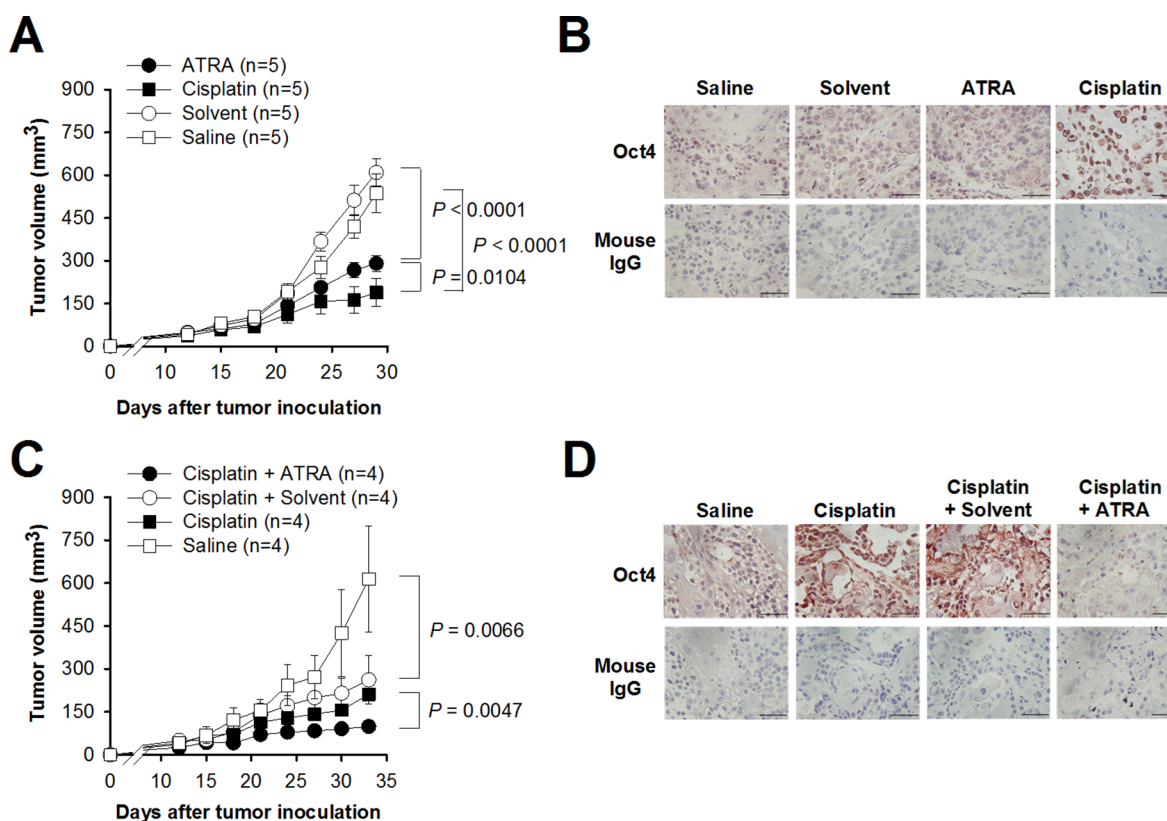 A
ATRA (n=5)
Cisplatin (n=5)
Solvent (n=5)
Saline (n=5)
Tumor volume (mm³)
900
750
600
450
300
150
0
P < 0.0001
P < 0.0001
P = 0.0104
0 10 15 20 25 30
Days after tumor inoculation
B
Saline Solvent ATRA Cisplatin
Oct4
Mouse
IgG
C
Cisplatin + ATRA (n=4)
Cisplatin + Solvent (n=4)
Cisplatin (n=4)
Saline (n=4)
Tumor volume (mm³)
900
750
600
450
300
150
0
P = 0.0066
P = 0.0047
0 10 15 20 25 30 35
Days after tumor inoculation
D
Saline Cisplatin Cisplatin + Solvent Cisplatin + ATRA
Oct4
Mouse
IgG